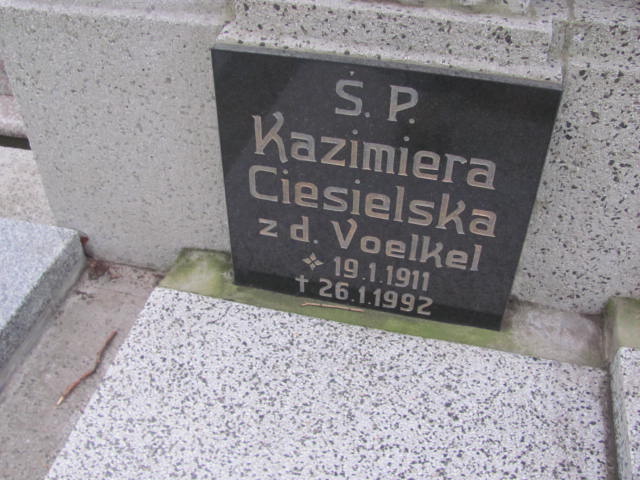 Ś. P.
Kazimiera
Ciesielska
z d. Voelkel
19.1.1911
† 26.1.1992